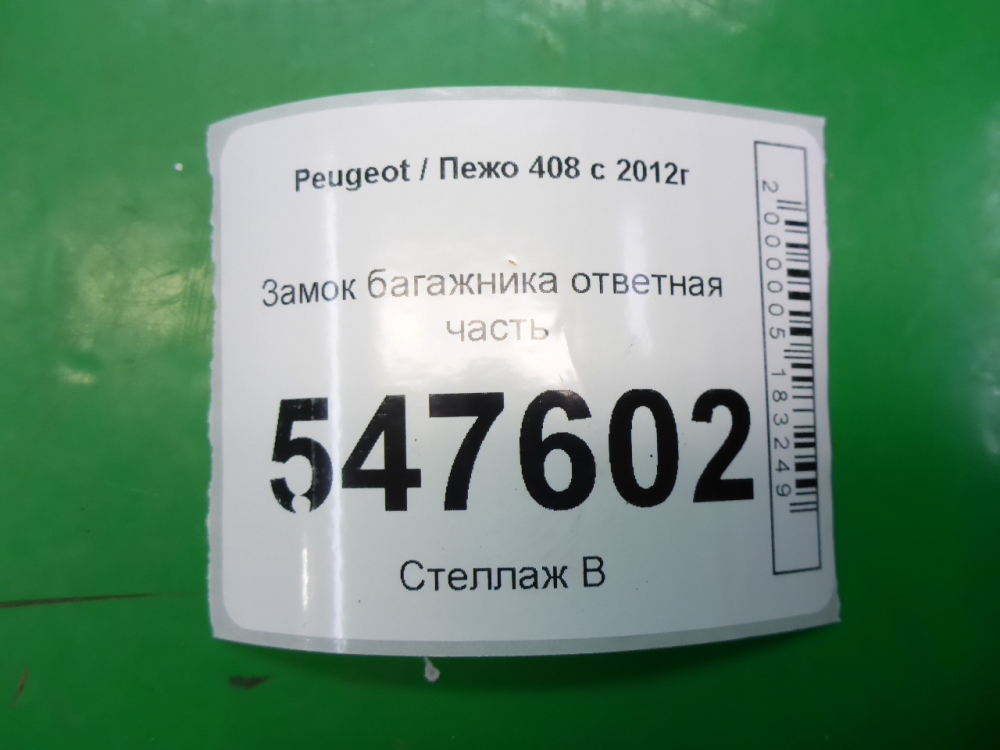 Peugeot / Пежо 408 с 2012г
Замок багажника ответная
часть
547602
Стеллаж В
2000005183249